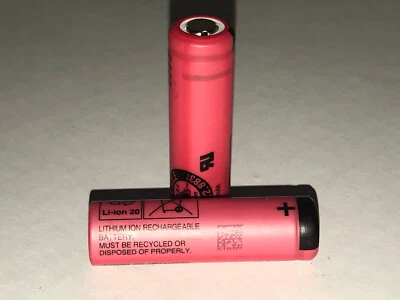 Li-ion 20
LITHIUM ION RECHARGEABLE
BATTERY.
MUST BE RECYCLED OR
DISPOSED OF PROPERLY.
+